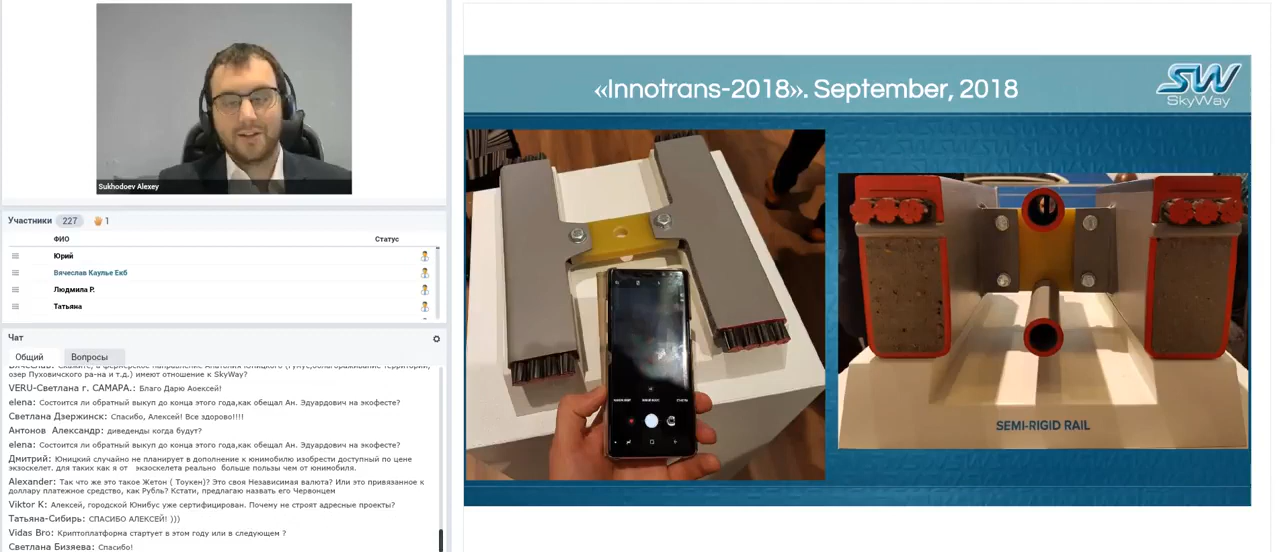 Sukhodoev Alexey
Участники 227 1
ФИО Статус
Юрий
Вячеслав Каулье Екб
Людмила Р.
Татьяна
Чат
Общий Вопросы
озер Пуховичского ра-на и т.д.) имеют отношение к SkyWay?
VERU-Светлана г. САМАРА.: Благо Дарю Аоексей!
elena: Состоится ли обратный выкуп до конца этого года,как обещал Ан. Эдуардович на экофесте?
Светлана Дзержинск: Спасибо, Алексей! Все здорово!!!!
Антонов Александр: диведенды когда будут?
elena: Состоится ли обратный выкуп до конца этого года,как обещал Ан. Эдуардович на экофесте?
Дмитрий: Юницкий случайно не планирует в дополнение к юнимобилю изобрести доступный по цене
экзоскелет. для таких как я от экзоскелета реально больше пользы чем от юнимобиля.
Alexander: Так что же это такое Жетон ( Тоукен)? Это своя Независимая валюта? Или это привязанное к
доллару платежное средство, как Рубль? Кстати, предлагаю назвать его Червонцем
Viktor K: Алексей, городской Юнибус уже сертифицирован. Почему не строят адресные проекты?
Татьяна-Сибирь: СПАСИБО АЛЕКСЕЙ! )))
Vidas Bro: Криптоплатформа стартует в этом году или в следующем ?
Светлана Бизяева: Спасибо!
«Innotrans-2018». September, 2018
SW
SkyWay
SEMI-RIGID RAIL